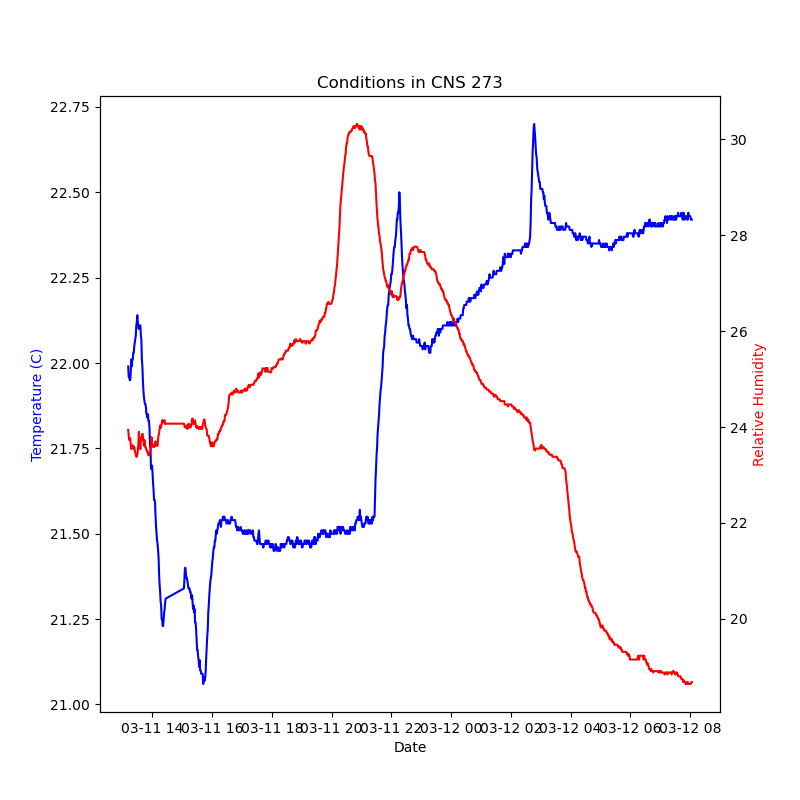 Conditions in CNS 273
22.75
22.50
22.25
22.00
21.75
21.50
21.25
21.00
Temperature (C)
30
28
26
24
22
20
Relative Humidity
03-11 14 03-11 16 03-11 18 03-11 20 03-11 22 03-12 00 03-12 02 03-12 04 03-12 06 03-12 08
Date